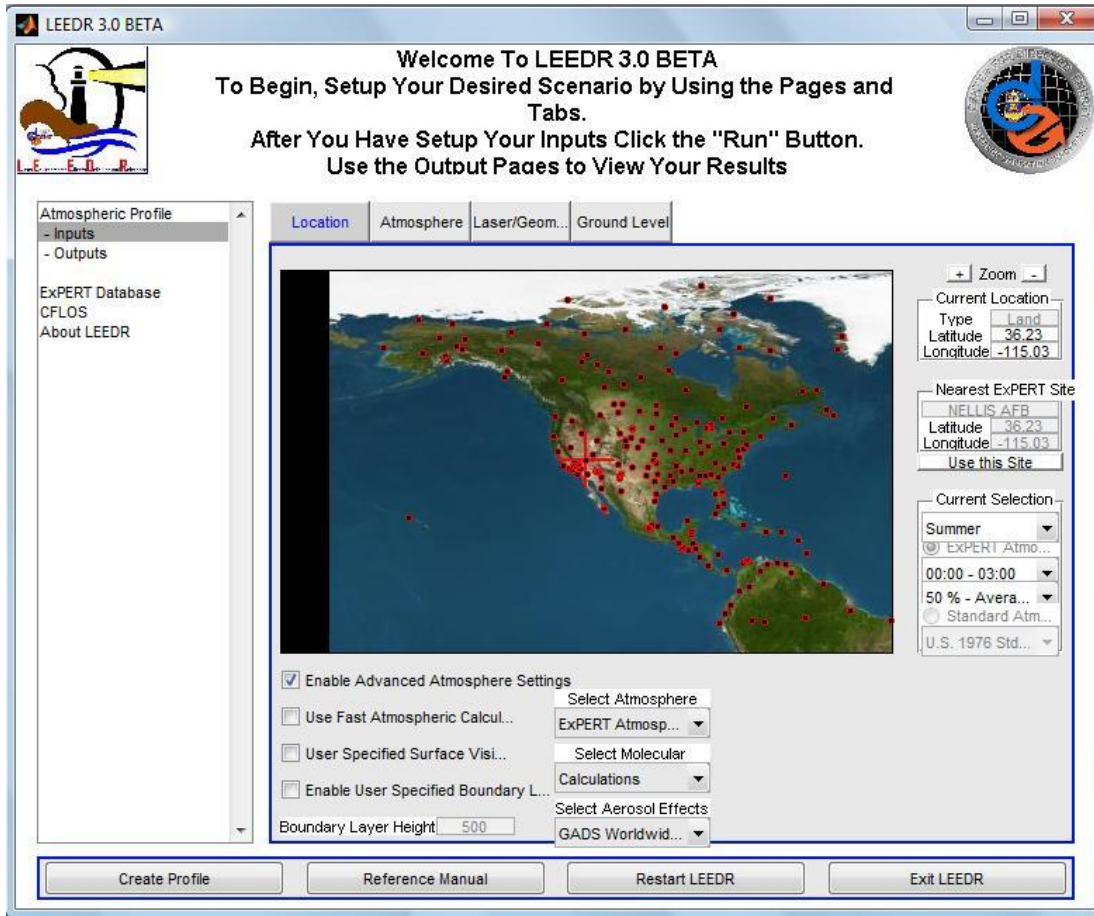 LEEDR 3.0 BETA
Welcome To LEEDR 3.0 BETA
To Begin, Setup Your Desired Scenario by Using the Pages and
Tabs.
After You Have Setup Your Inputs Click the "Run" Button.
Use the Output Pages to View Your Results
L.E.....E.D....R..
Atmospheric Profile
- Inputs
- Outputs
ExPERT Database
CFLOS
About LEEDR
Location
Atmosphere
Laser/Geom...
Ground Level
+ Zoom -
Current Location
Type Land
Latitude 36.23
Longitude -115.03
Nearest ExPERT Site
NELLIS AFB
Latitude 36.23
Longitude -115.03
Use this Site
Current Selection
Summer
ExPERT Atmo...
00:00 - 03:00
50 % - Avera...
Standard Atm...
U.S. 1976 Std...
Enable Advanced Atmosphere Settings
Use Fast Atmospheric Calcul...
User Specified Surface Visi...
Enable User Specified Boundary L...
Boundary Layer Height 500
Select Atmosphere
ExPERT Atmosp...
Select Molecular
Calculations
Select Aerosol Effects
GADS Worldwid...
Create Profile
Reference Manual
Restart LEEDR
Exit LEEDR